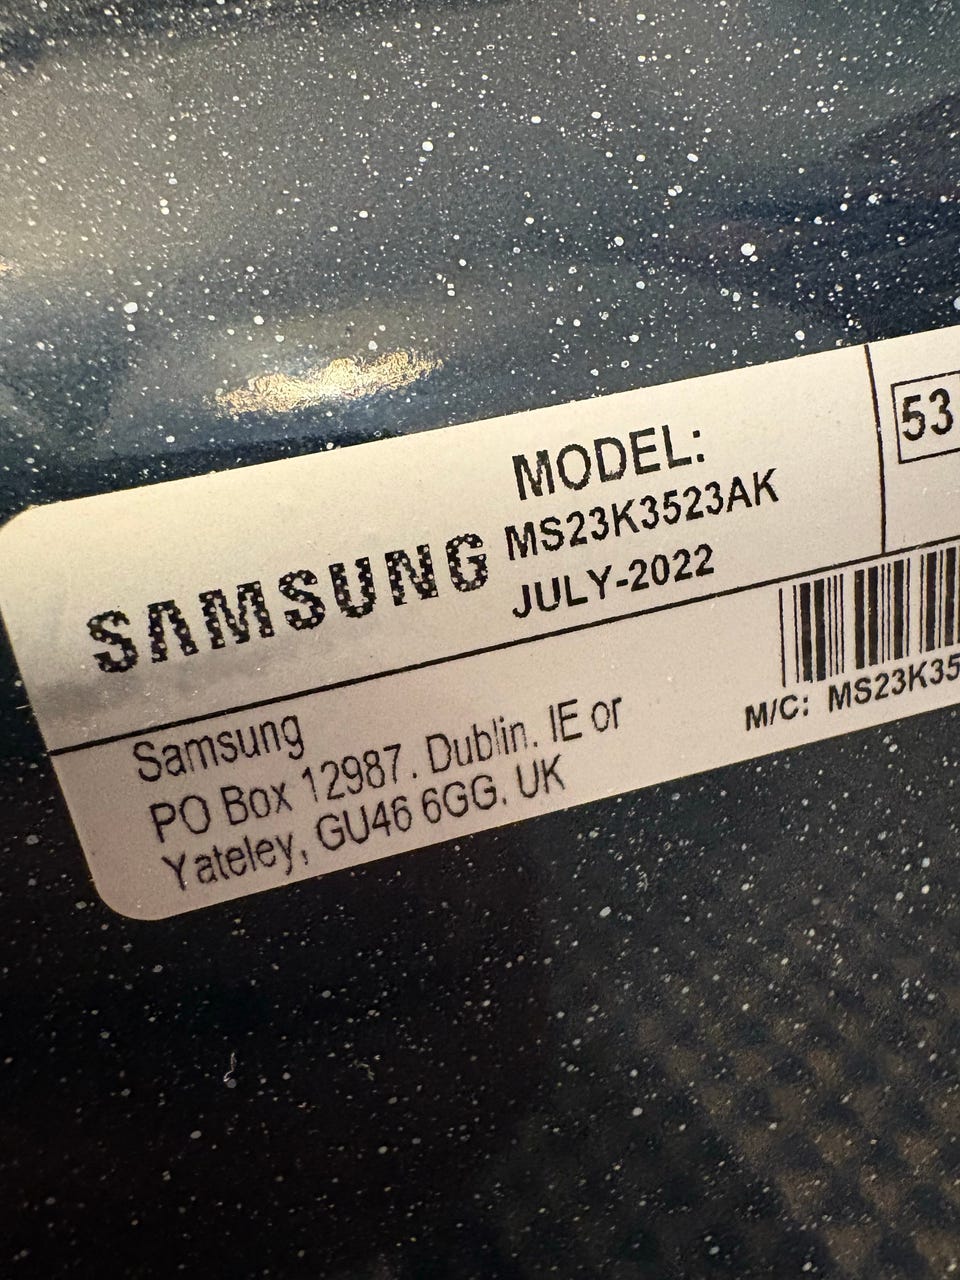 SAMSUNG
MODEL:
MS23K3523AK
JULY-2022
53
Samsung
PO Box 12987. Dublin. IE or
Yateley, GU46 6GG. UK
M/C: MS23K35